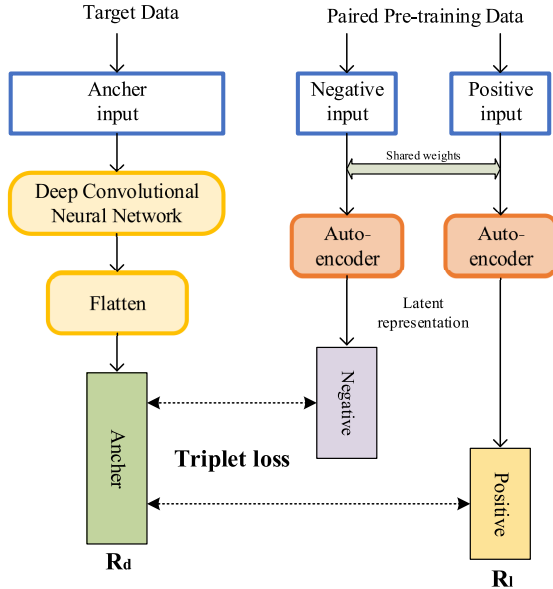 Target Data
Paired Pre-training Data
Ancher
input
Negative
input
Positive
input
Shared weights
Deep Convolutional
Neural Network
Auto-
encoder
Auto-
encoder
Flatten
Latent
representation
Ancher
Negative
Triplet loss
Positive
Rd
Rl